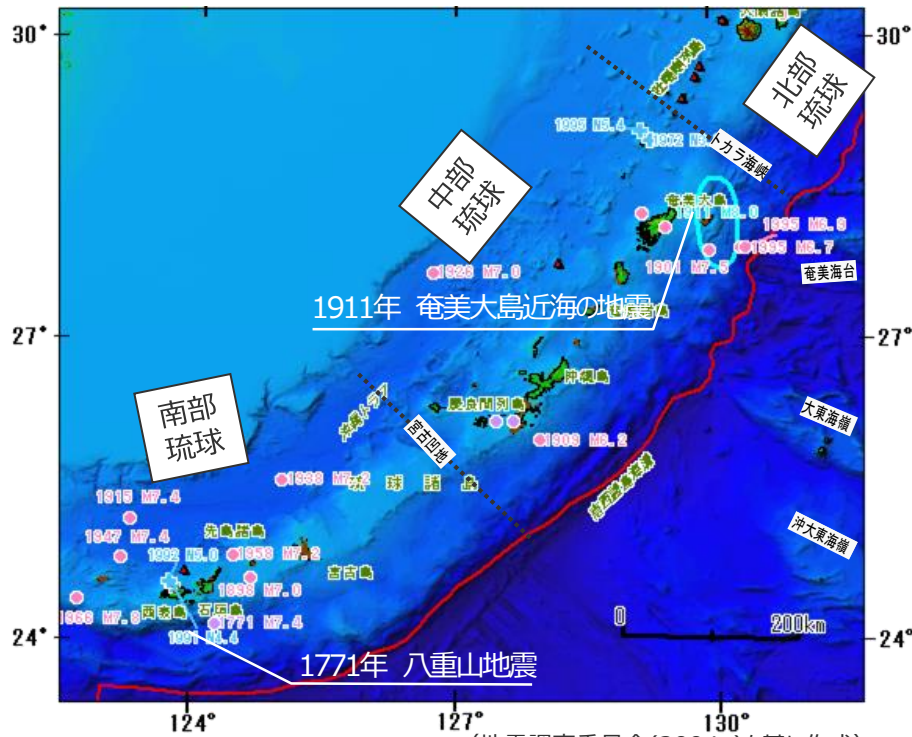 30°
30°
北部
琉球
1995 M5.4
トカラ海峡
中部
琉球
奄美大島
1911 M8.0
1995 M6.9
1995 M6.7
1901 M7.5
奄美海台
1926 M7.0
1911年 奄美大島近海の地震
27°
27°
沖縄島
南部
琉球
慶良間列島
沖縄トラフ
宮古凹地
1909 M6.2
大東海嶺
1938 M7.2
琉球諸島
南西諸島海溝
1915 M7.4
1947 M7.4
先島諸島
1992 M5.0
1958 M7.2
沖大東海嶺
宮古島
1898 M7.0
1966 M7.8
西表島
石垣島
1771 M7.4
0
200km
24°
24°
1771年 八重山地震
124°
127°
130°